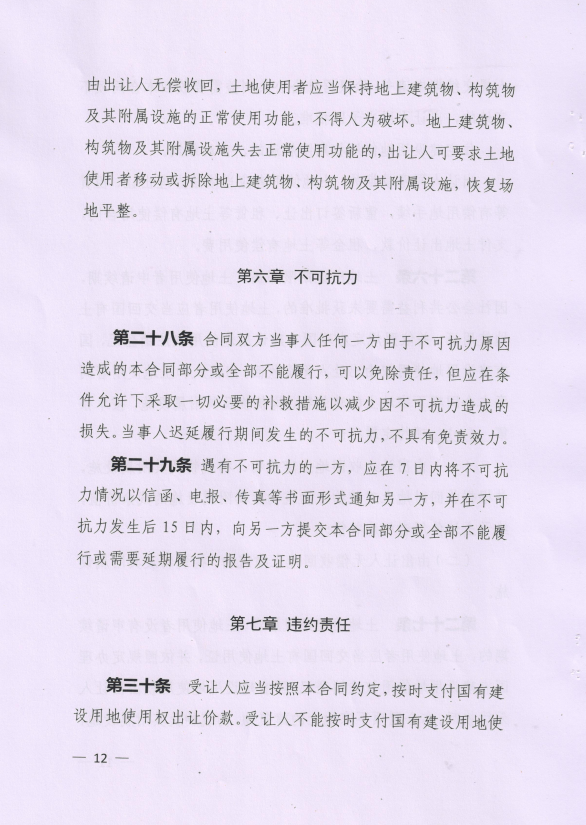 由出让人无偿收回，土地使用者应当保持地上建筑物、构筑物
及其附属设施的正常使用功能，不得人为破坏。地上建筑物、
构筑物及其附属设施失去正常使用功能的，出让人可要求土地
使用者移动或拆除地上建筑物、构筑物及其附属设施，恢复场
地平整。
第六章 不可抗力
第二十八条 合同双方当事人任何一方由于不可抗力原因
造成的本合同部分或全部不能履行，可以免除责任，但应在条
件允许下采取一切必要的补救措施以减少因不可抗力造成的
损失。当事人迟延履行期间发生的不可抗力，不具有免责效力。
第二十九条 遇有不可抗力的一方，应在7日内将不可抗
力情况以信函、电报、传真等书面形式通知另一方，并在不可
抗力发生后15日内，向另一方提交本合同部分或全部不能履
行或需要延期履行的报告及证明。
第七章 违约责任
第三十条 受让人应当按照本合同约定，按时支付国有建
设用地使用权出让价款。受让人不能按时支付国有建设用地使
— 12 —